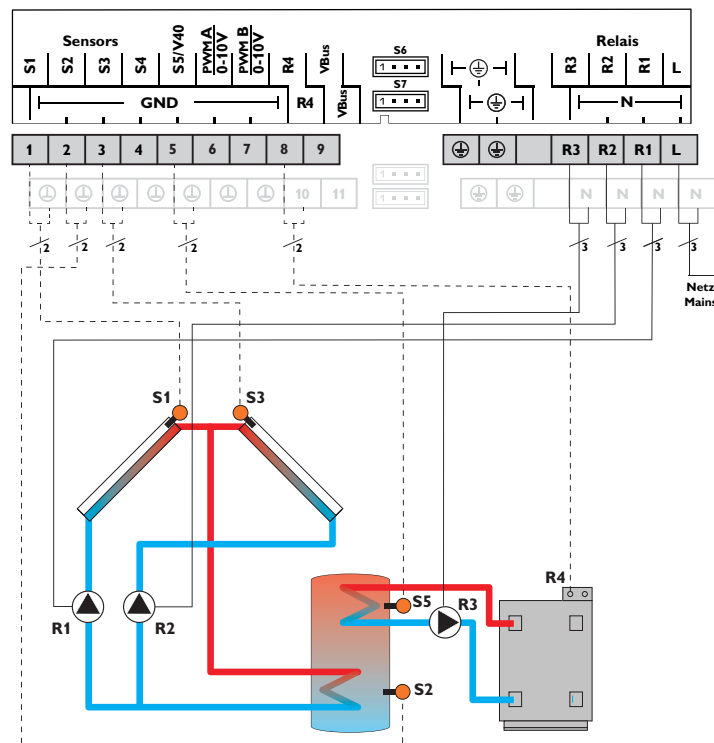 Sensors
Relais
S1
S2
S3
S4
S5/V40
PWM A
0-10V
PWM B
0-10V
R4
VBus
S6
1
S7
1
R3
R2
R1
L
GND
R4
VBus
N
1
2
3
4
5
6
7
8
9
R3
R2
R1
L
10
11
1
1
N
N
N
N
2
2
2
2
2
3
3
3
3
Netz
Mains
S1
S3
R1
R2
S5
R3
R4
S2